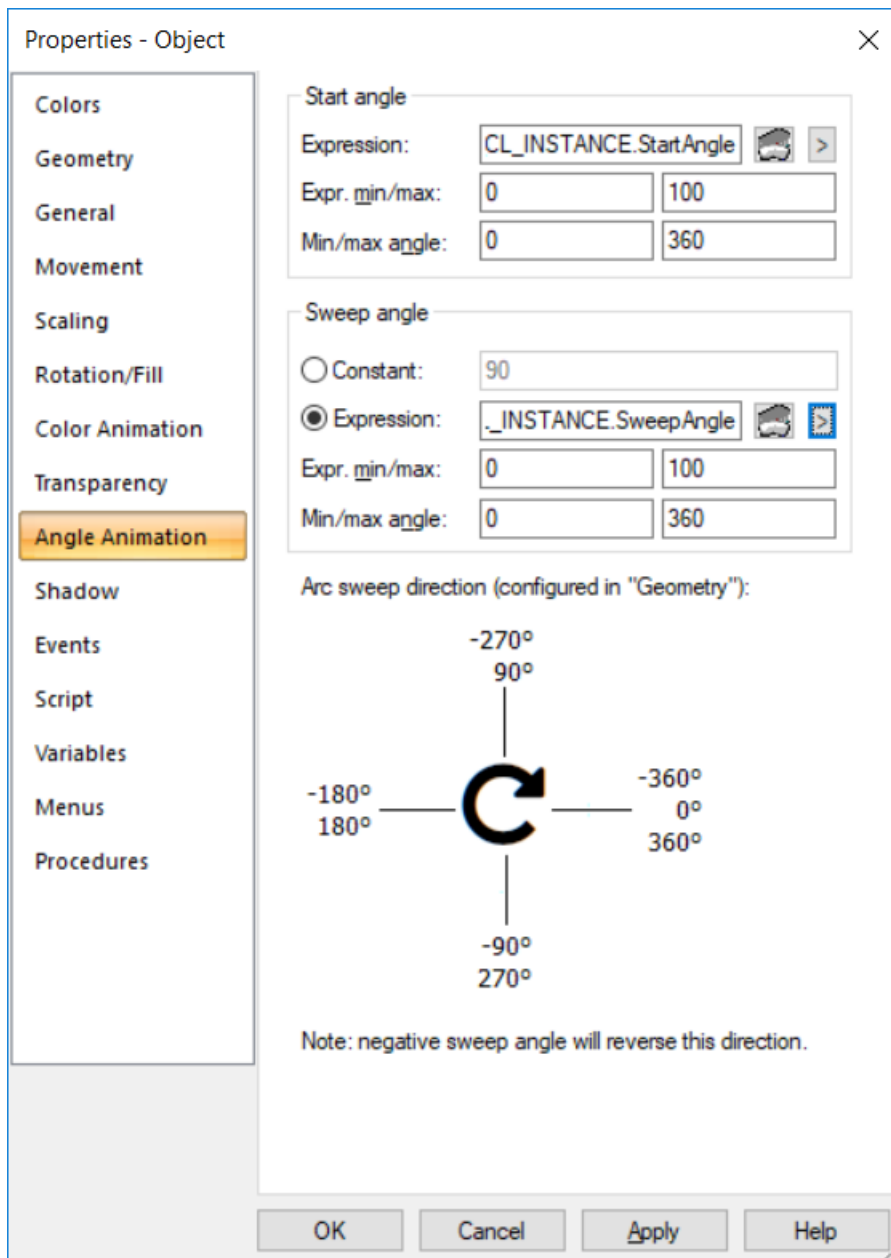 Properties - Object
Colors
Geometry
General
Movement
Scaling
Rotation/Fill
Color Animation
Transparency
Angle Animation
Shadow
Events
Script
Variables
Menus
Procedures
Start angle
Expression: CL_INSTANCE.StartAngle >
Expr. min/max: 0 100
Min/max angle: 0 360
Sweep angle
Constant: 90
Expression: ._INSTANCE.SweepAngle >
Expr. min/max: 0 100
Min/max angle: 0 360
Arc sweep direction (configured in "Geometry"):
-270º
90º
-180º
180º
-360º
0º
360º
-90º
270º
Note: negative sweep angle will reverse this direction.
OK Cancel Apply Help